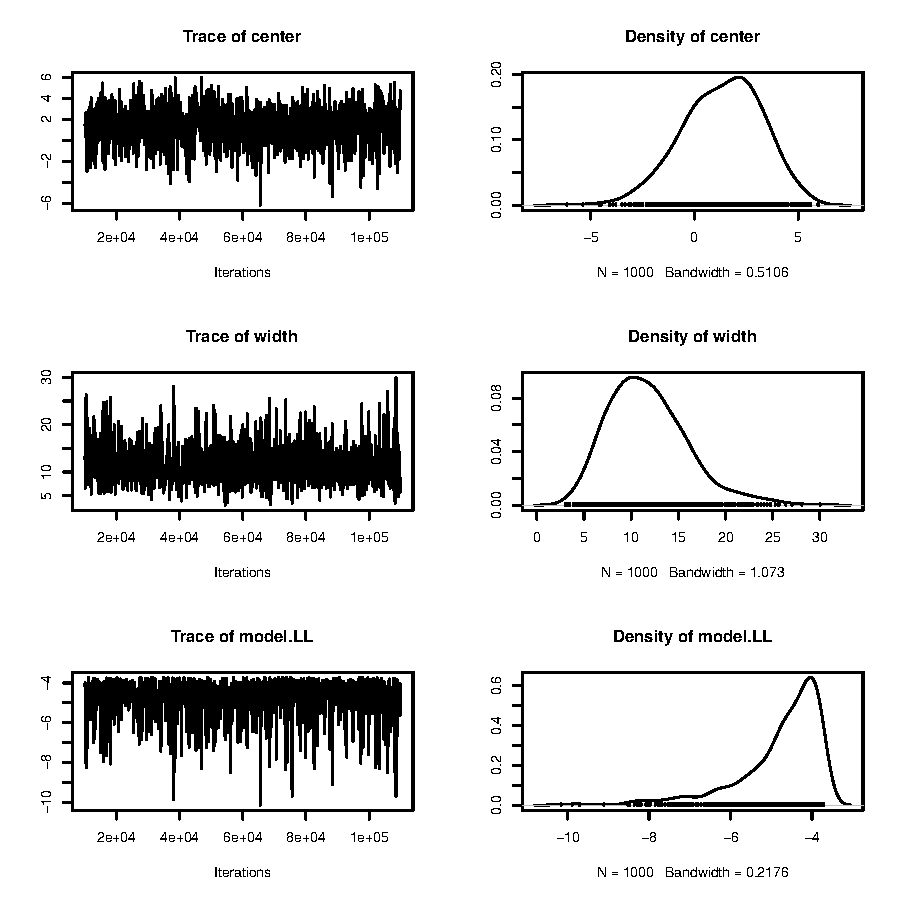 Trace of center
6
4
2
−2
−6
2e+04 4e+04 6e+04 8e+04 1e+05
Iterations
Density of center
0.20
0.10
0.00
−5 0 5
N = 1000 Bandwidth = 0.5106
Trace of width
30
20
10
5
2e+04 4e+04 6e+04 8e+04 1e+05
Iterations
Density of width
0.08
0.04
0.00
0 5 10 15 20 25 30
N = 1000 Bandwidth = 1.073
Trace of model.LL
−4
−6
−8
−10
2e+04 4e+04 6e+04 8e+04 1e+05
Iterations
Density of model.LL
0.6
0.4
0.2
0.0
−10 −8 −6 −4
N = 1000 Bandwidth = 0.2176